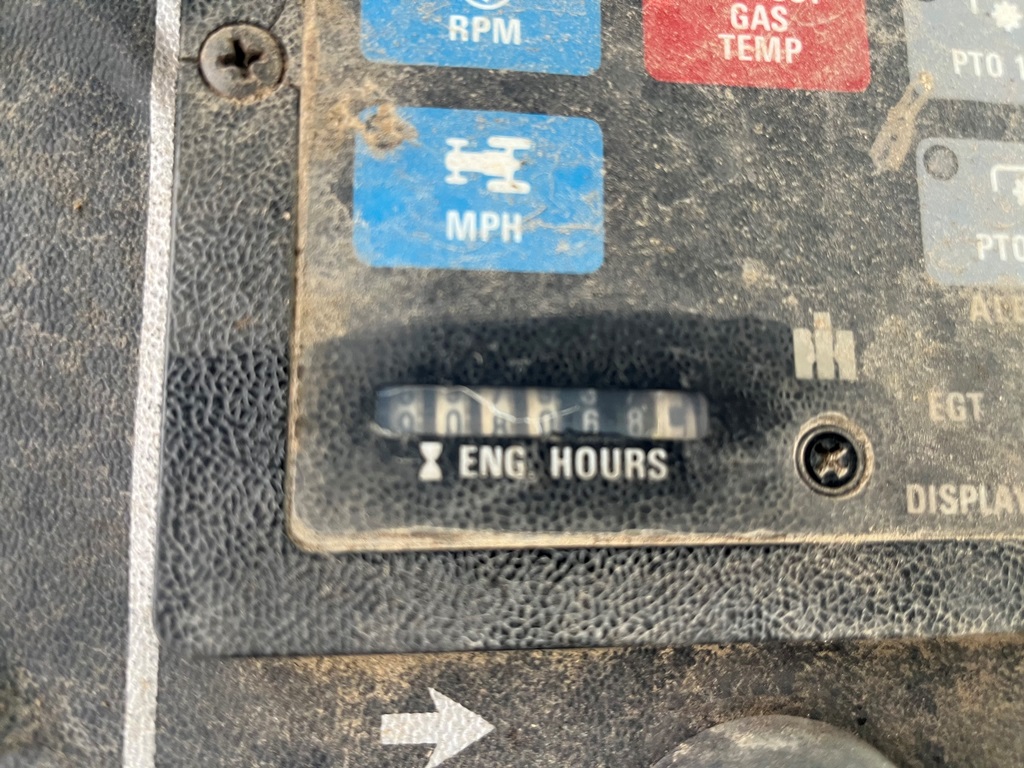 RPM
GAS
TEMP
PTO 1
MPH
PTO
EGT
ENG HOURS
DISPLAY